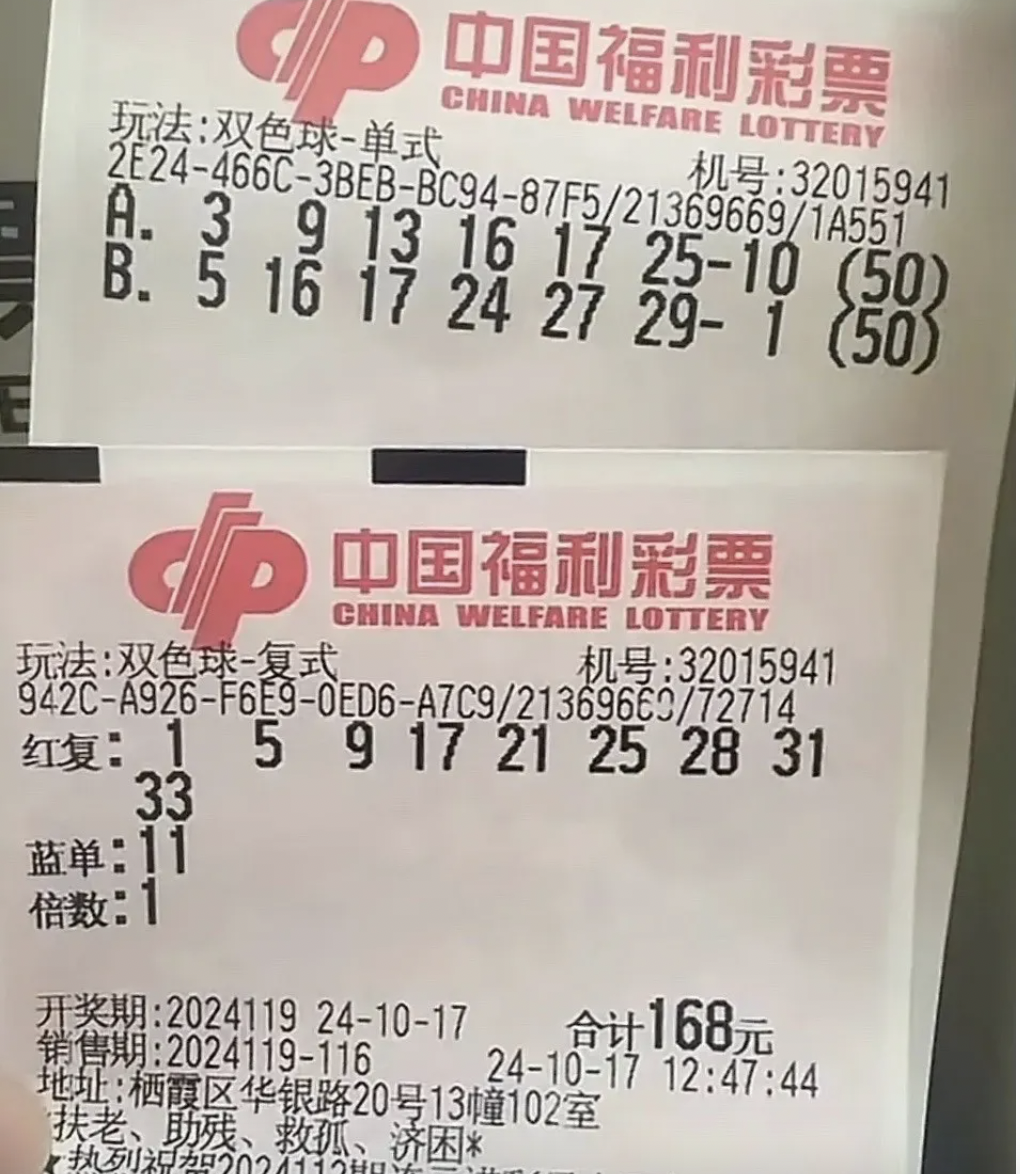 中国福利彩票
CHINA WELFARE LOTTERY
玩法:双色球-单式 机号:32015941
2E24-466C-3BEB-BC94-87F5/21369669/1A551
A. 3 9 13 16 17 25-10 (50)
B. 5 16 17 24 27 29- 1 (50)
中国福利彩票
CHINA WELFARE LOTTERY
玩法:双色球-复式 机号:32015941
942C-A926-F6E9-0ED6-A7C9/21369669/72714
红复: 1 5 9 17 21 25 28 31
33
蓝单:11
倍数:1
开奖期:2024119 24-10-17 合计168元
销售期:2024119-116 24-10-17 12:47:44
地址:栖霞区华银路20号13幢102室
扶老、助残、救孤、济困*
热烈祝贺2024112期连云港彩